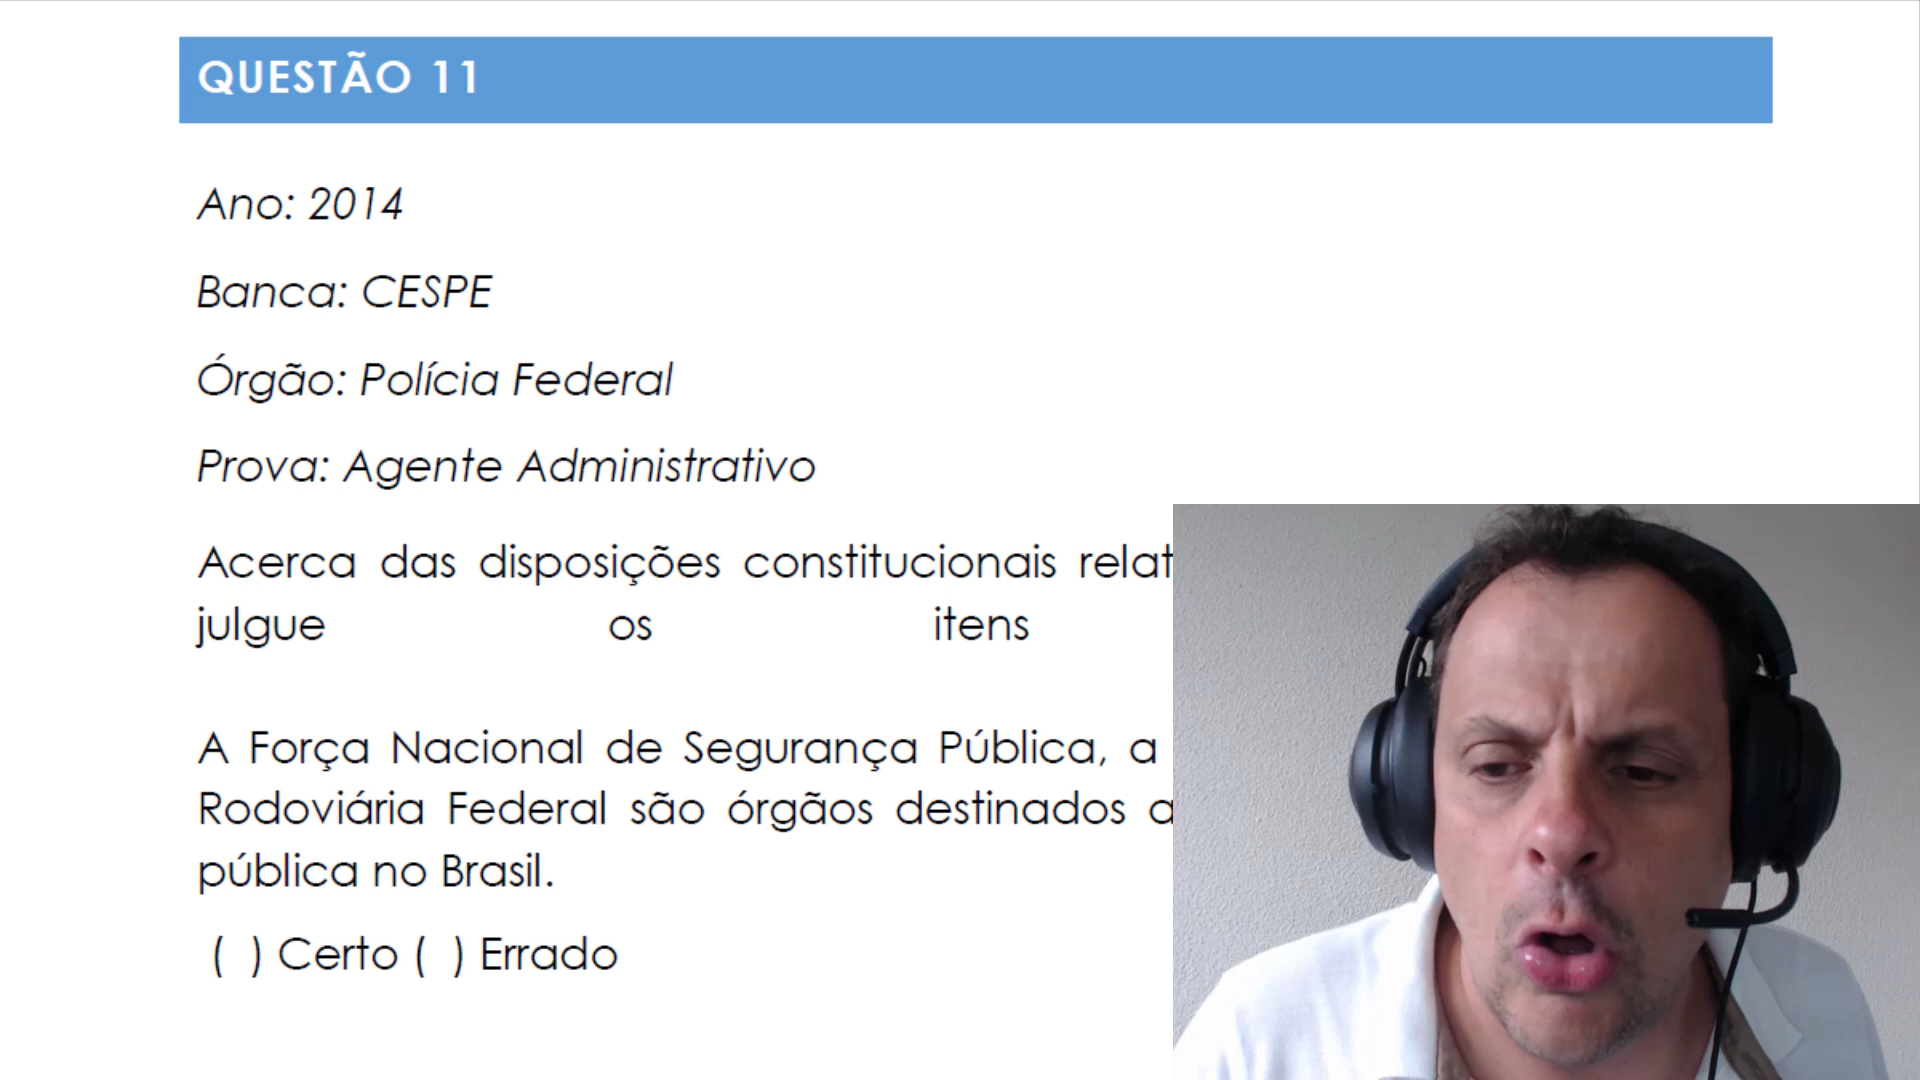 QUESTÃO 11
Ano: 2014
Banca: CESPE
Órgão: Polícia Federal
Prova: Agente Administrativo
Acerca das disposições constitucionais relat
julgue os itens
A Força Nacional de Segurança Pública, a
Rodoviária Federal são órgãos destinados a
pública no Brasil.
( ) Certo ( ) Errado